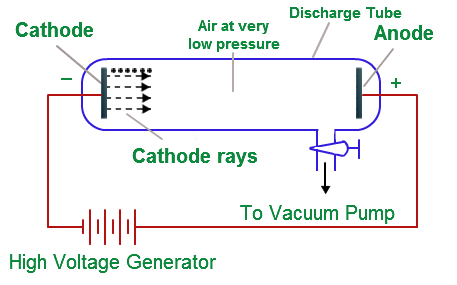 Discharge Tube
Cathode
Air at very
low pressure
Anode
–
+
Cathode rays
To Vacuum Pump
High Voltage Generator